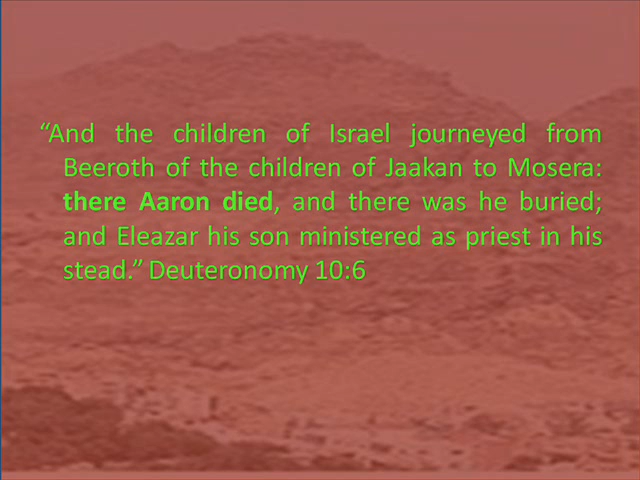 “And the children of Israel journeyed from
Beeroth of the children of Jaakan to Mosera:
there Aaron died, and there was he buried;
and Eleazar his son ministered as priest in his
stead.” Deuteronomy 10:6